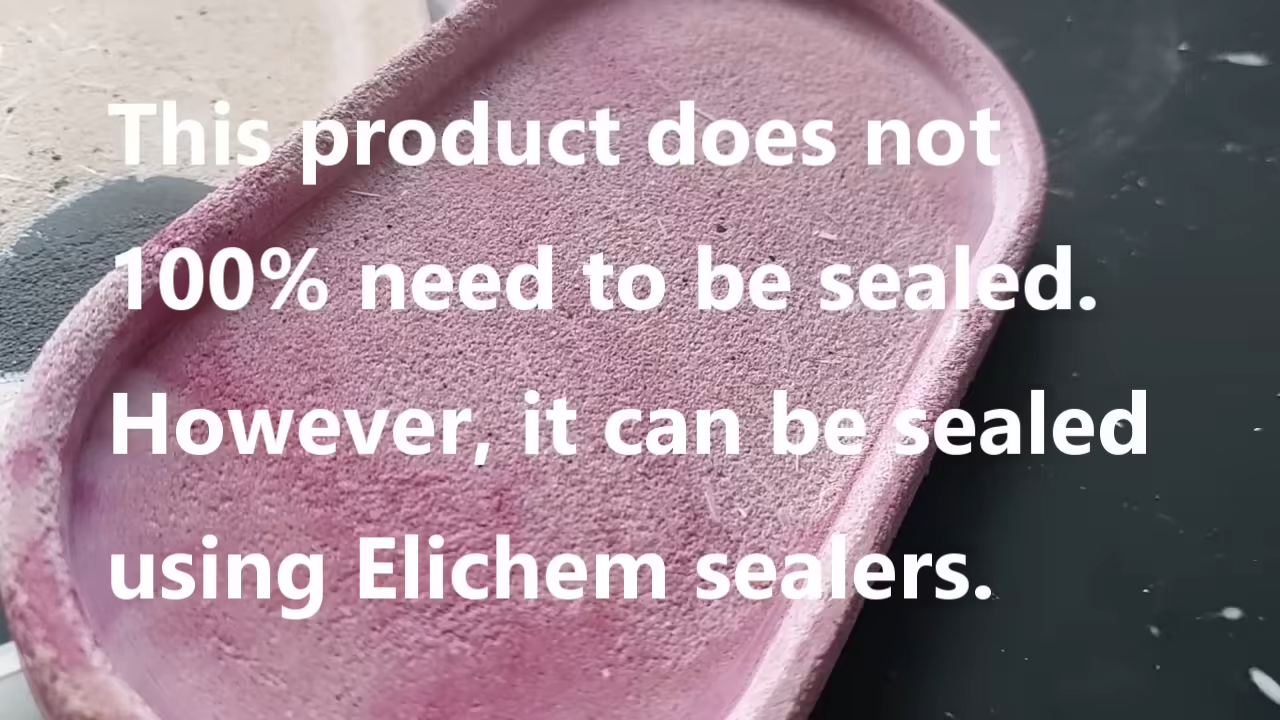 This product does not
100% need to be sealed.
However, it can be sealed
using Elichem sealers.